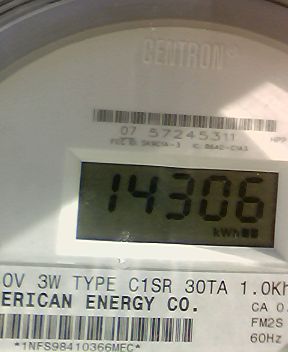 CENTRON®
07 57245311
14306
kWh
0V 3W TYPE C1SR 30TA 1.0Kh
ERICAN ENERGY CO.
CA 0.
FM2S
60Hz
*1NFS98410366MEC*